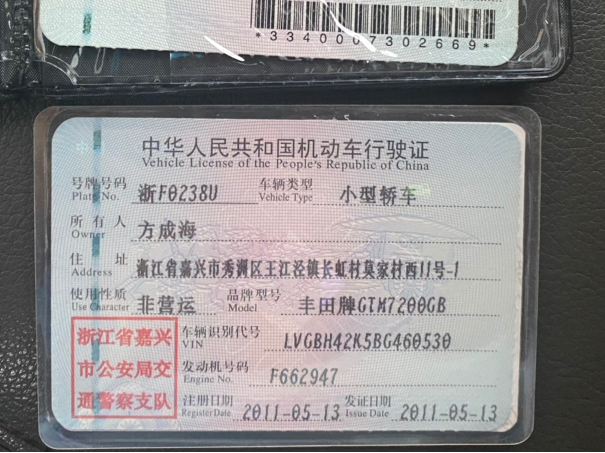 *334000730 2669*
中华人民共和国机动车行驶证
Vehicle License of the People's Republic of China
号牌号码 浙F0238U 车辆类型 小型轿车
Plate No. Vehicle Type
所有人 方成海
Owner
住址 浙江省嘉兴市秀洲区王江泾镇长虹村莫家村西11号-1
Address
使用性质 非营运 品牌型号 丰田牌GTM7200GB
Use Character Model
浙江省嘉兴
市公安局交
通警察支队
车辆识别代号 LVGBH42K5BG460530
VIN
发动机号码 F662947
Engine No.
注册日期 2011-05-13 发证日期 2011-05-13
Register Date Issue Date